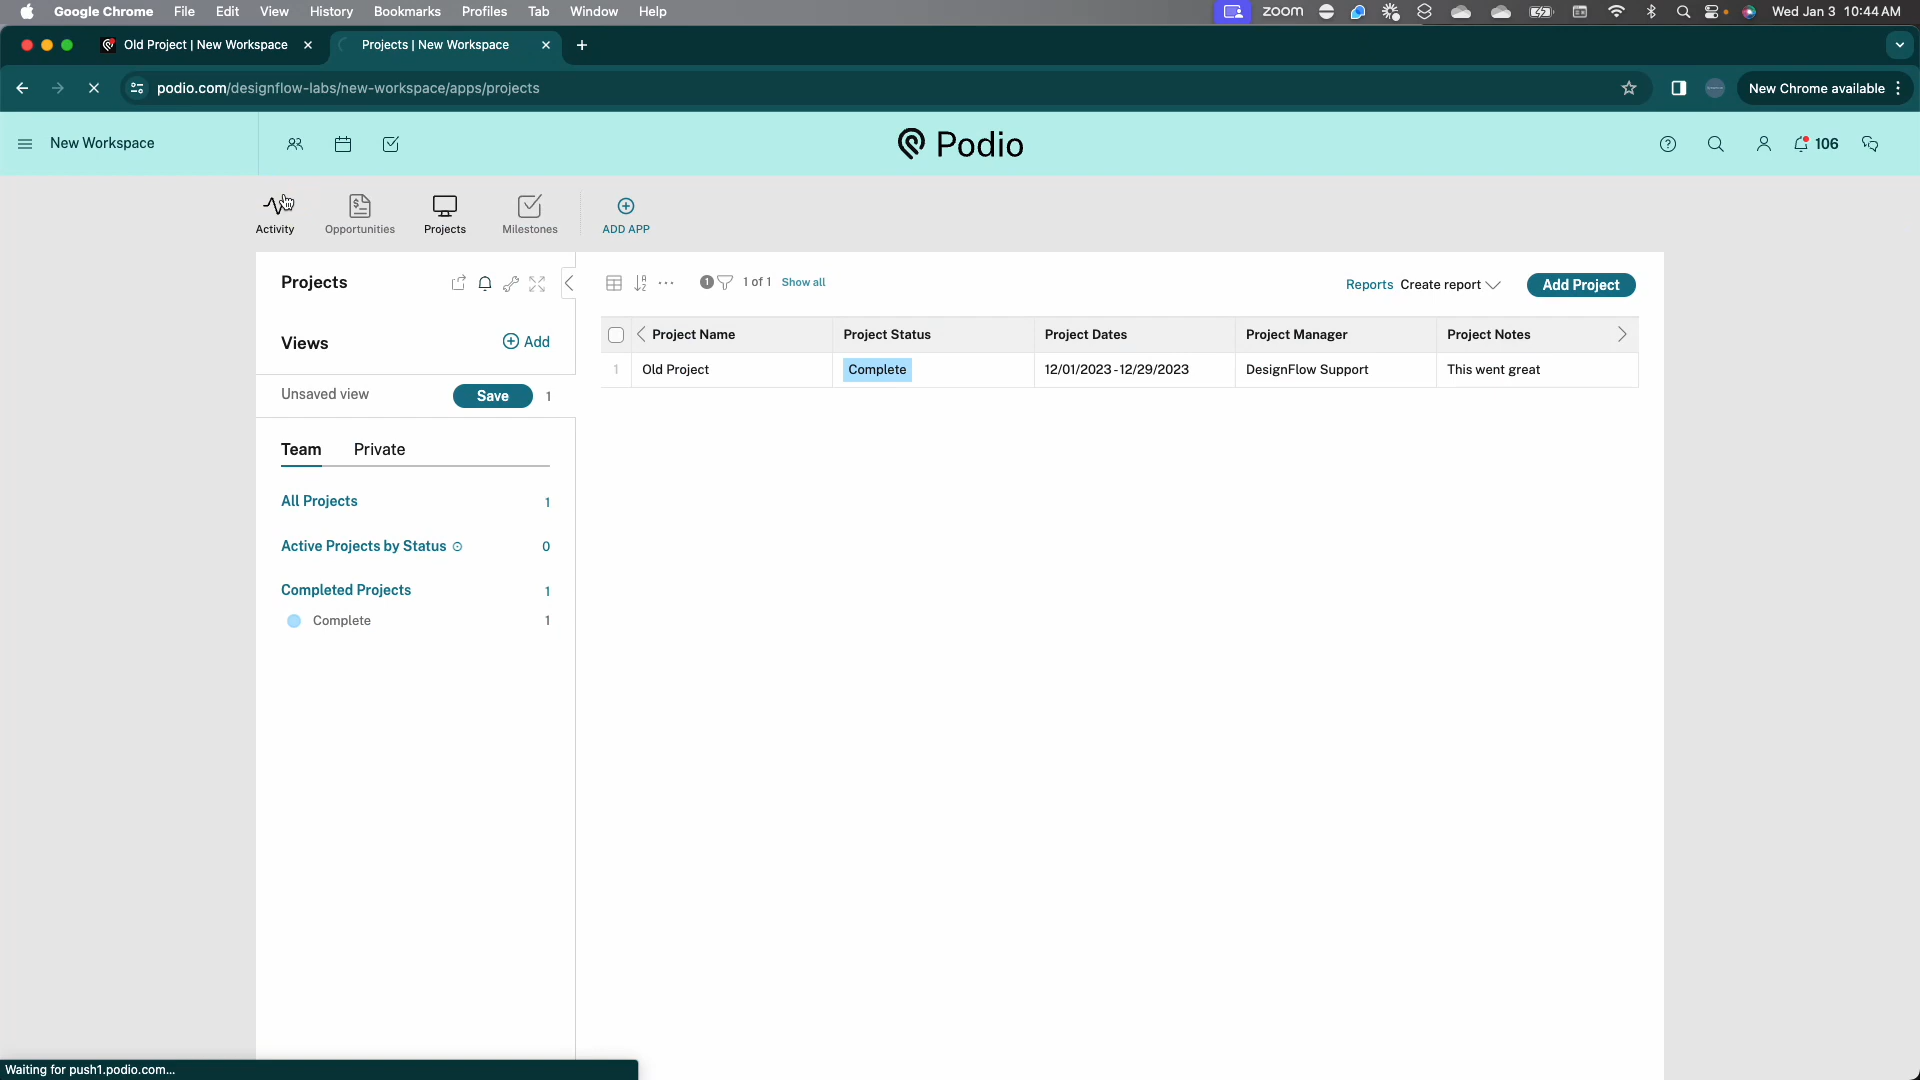 Google Chrome File Edit View History Bookmarks Profiles Tab Window Help zoom Wed Jan 3 10:44 AM
Old Project | New Workspace Projects | New Workspace
podio.com/designflow-labs/new-workspace/apps/projects New Chrome available
New Workspace Podio 106
Activity Opportunities Projects Milestones ADD APP
Projects 1 1 of 1 Show all Reports Create report Add Project
Views Add
Project Name Project Status Project Dates Project Manager Project Notes
1 Old Project Complete 12/01/2023 - 12/29/2023 DesignFlow Support This went great
Unsaved view Save 1
Team Private
All Projects 1
Active Projects by Status 0
Completed Projects 1
Complete 1
Waiting for push1.podio.com...